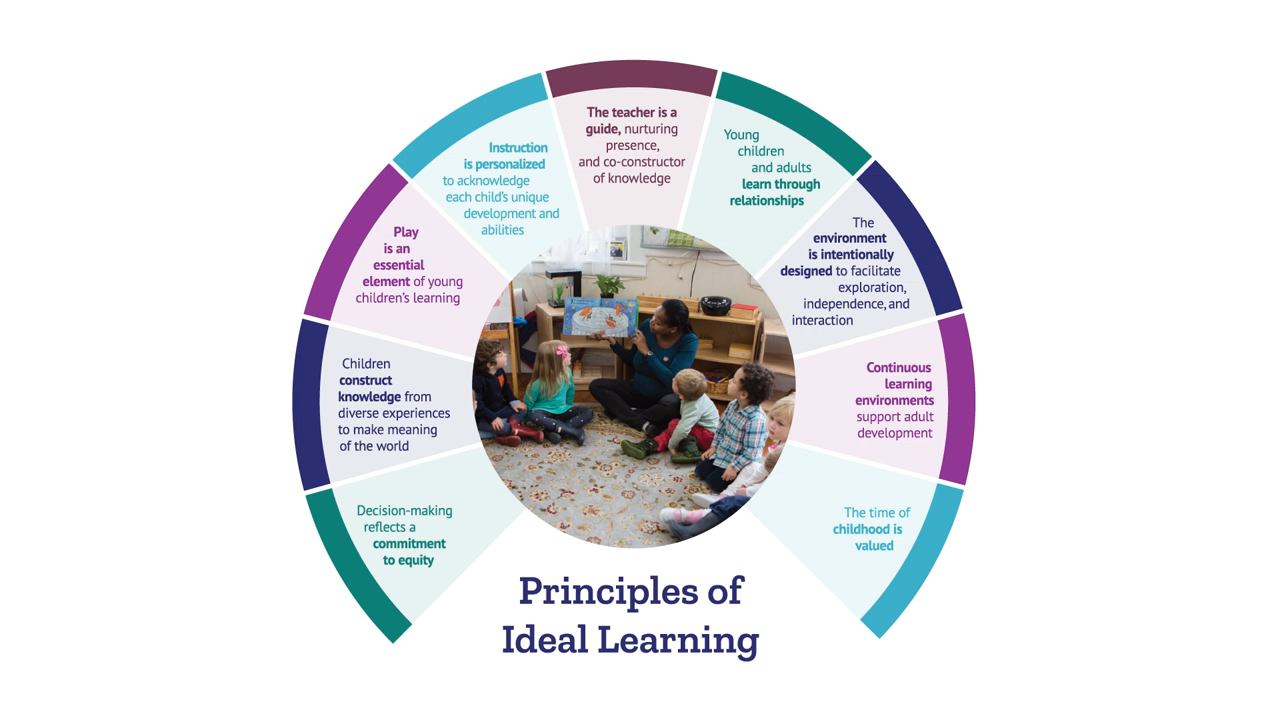 Decision-making
reflects a
commitment
to equity
Children
construct
knowledge from
diverse experiences
to make meaning
of the world
Play
is an
essential
element of young
children's learning
Instruction
is personalized
to acknowledge
each child's unique
development and
abilities
The teacher is a
guide, nurturing
presence,
and co-constructor
of knowledge
Young
children
and adults
learn through
relationships
The
environment
is intentionally
designed to facilitate
exploration,
independence, and
interaction
Continuous
learning
environments
support adult
development
The time of
childhood is
valued
Principles of
Ideal Learning